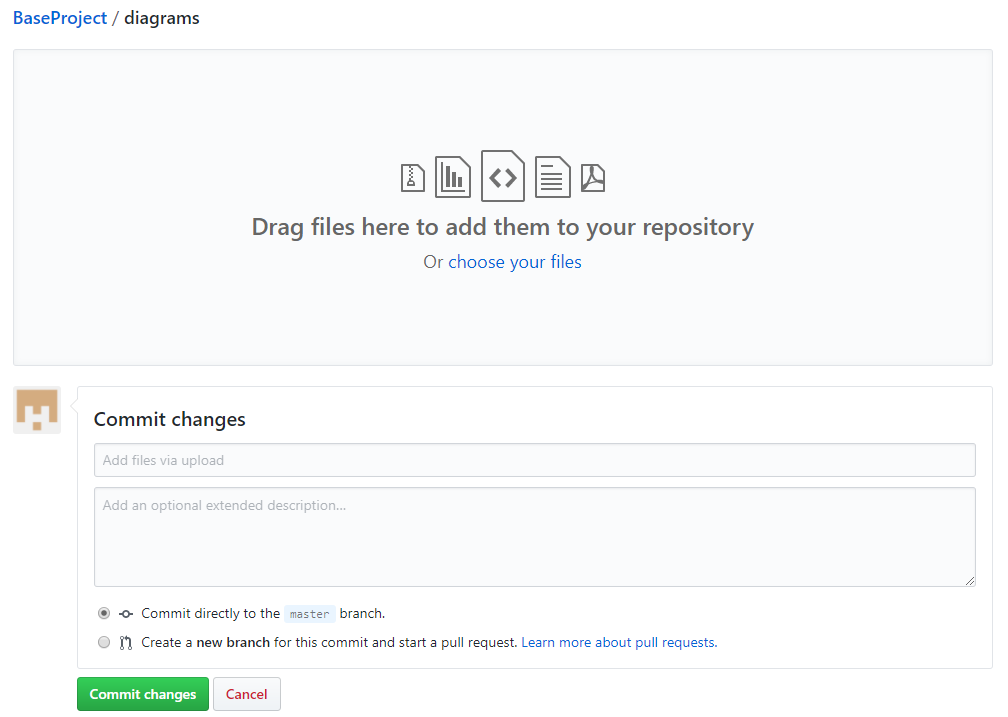 BaseProject / diagrams
Drag files here to add them to your repository
Or choose your files
Commit changes
Add files via upload
Add an optional extended description...
Commit directly to the master branch.
Create a new branch for this commit and start a pull request. Learn more about pull requests.
Commit changes Cancel